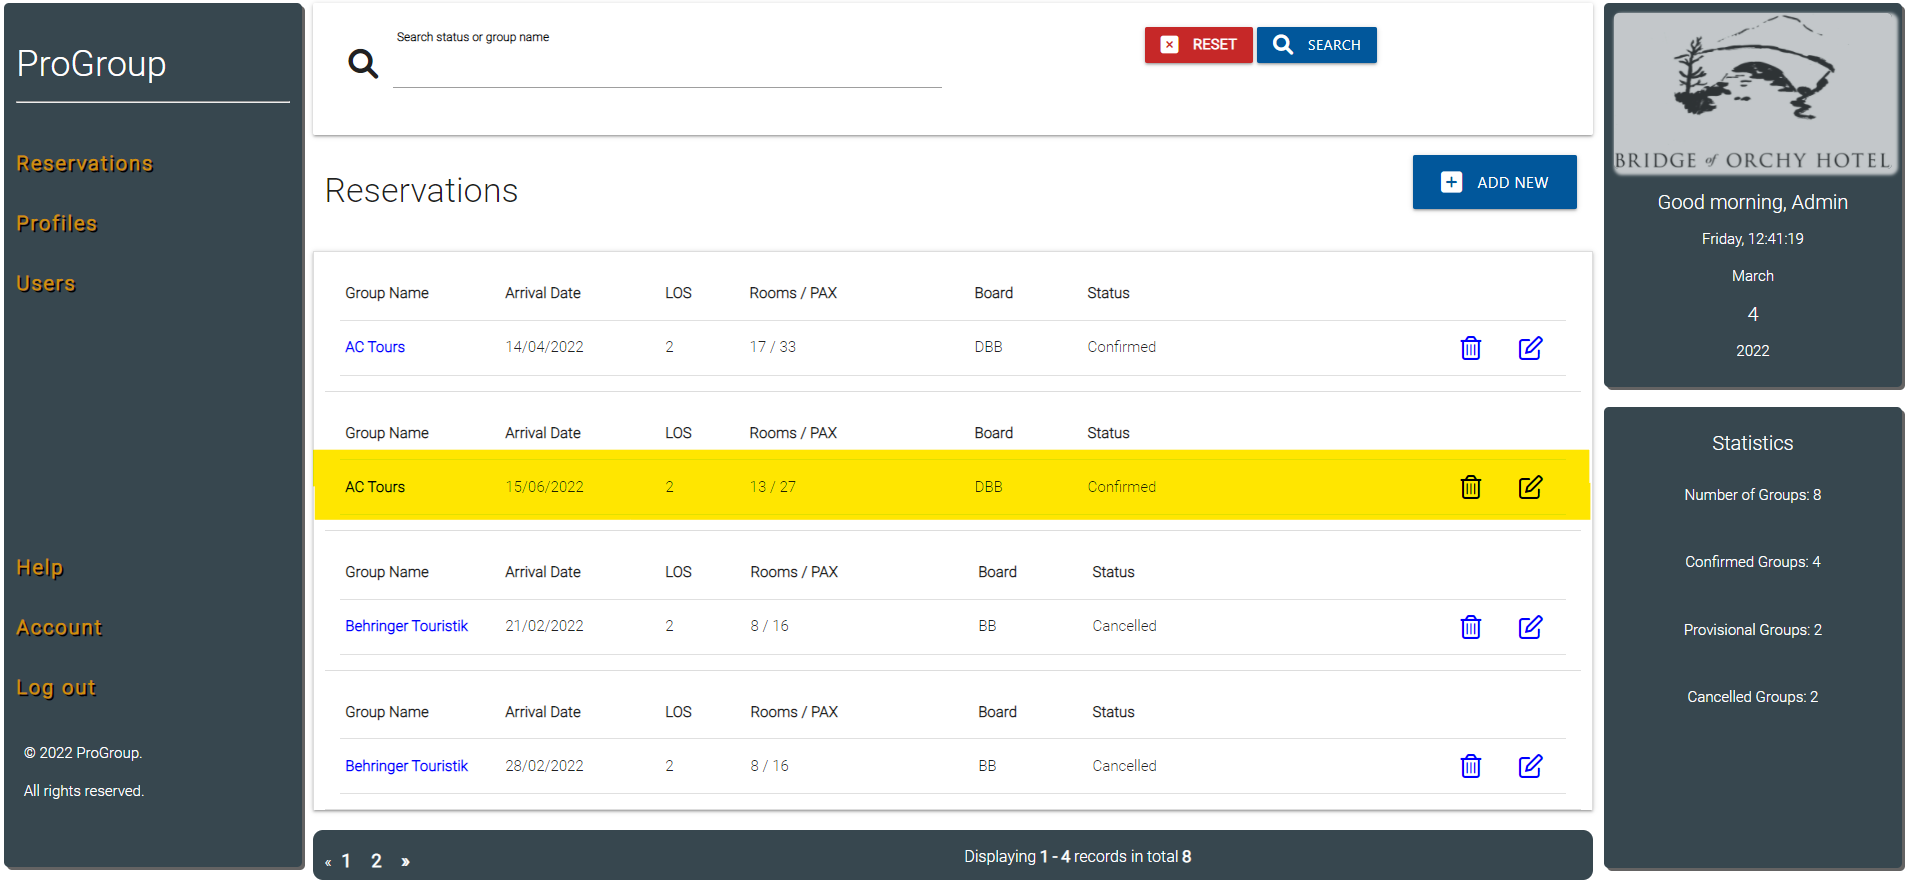 ProGroup
Reservations
Profiles
Users
Help
Account
Log out
© 2022 ProGroup.
All rights reserved.
Search status or group name
RESET
SEARCH
Reservations
ADD NEW
Group Name Arrival Date LOS Rooms / PAX Board Status
AC Tours 14/04/2022 2 17 / 33 DBB Confirmed
Group Name Arrival Date LOS Rooms / PAX Board Status
AC Tours 15/06/2022 2 13 / 27 DBB Confirmed
Group Name Arrival Date LOS Rooms / PAX Board Status
Behringer Touristik 21/02/2022 2 8 / 16 BB Cancelled
Group Name Arrival Date LOS Rooms / PAX Board Status
Behringer Touristik 28/02/2022 2 8 / 16 BB Cancelled
« 1 2 »
Displaying 1 - 4 records in total 8
BRIDGE of ORCHY HOTEL
Good morning, Admin
Friday, 12:41:19
March
4
2022
Statistics
Number of Groups: 8
Confirmed Groups: 4
Provisional Groups: 2
Cancelled Groups: 2